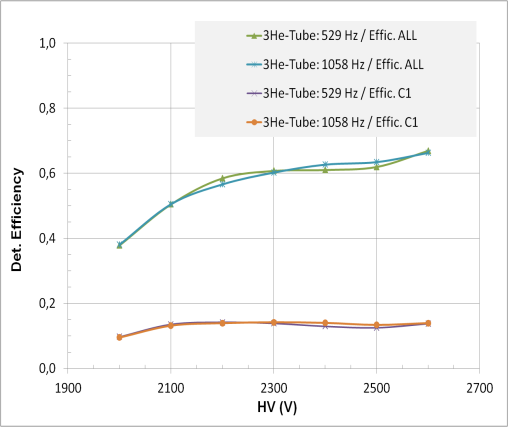 3He-Tube: 529 Hz / Effic. ALL
3He-Tube: 1058 Hz / Effic. ALL
3He-Tube: 529 Hz / Effic. C1
3He-Tube: 1058 Hz / Effic. C1
1,0
0,8
0,6
0,4
0,2
0,0
Det. Efficiency
1900 2100 2300 2500 2700
HV (V)